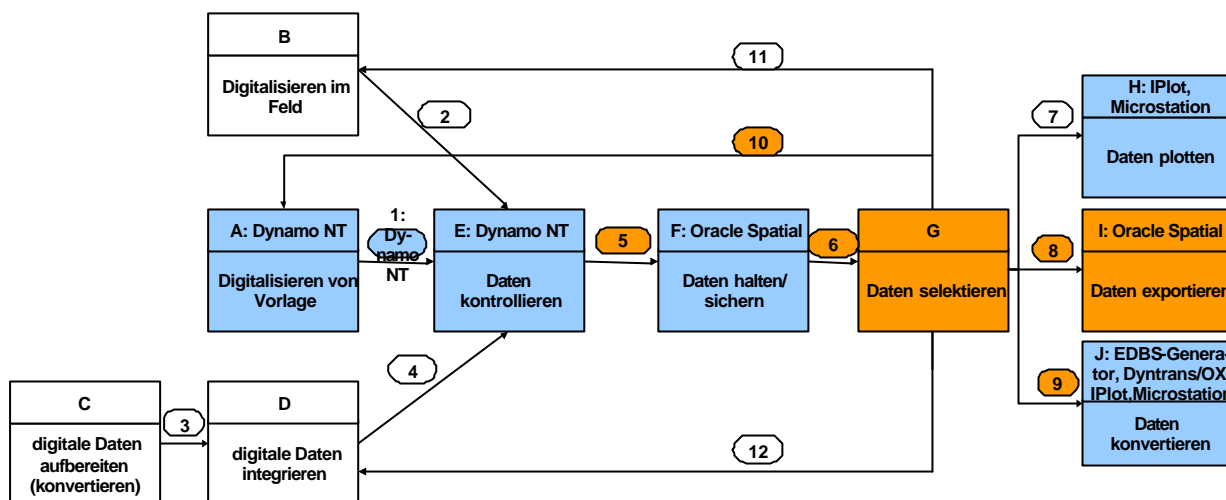 B
Digitalisieren im
Feld
11
2
10
H: IPlot,
Microstation
7
Daten plotten
A: Dynamo NT
Digitalisieren von
Vorlage
1:
Dy-
namo
NT
E: Dynamo NT
Daten
kontrollieren
5
F: Oracle Spatial
Daten halten/
sichern
6
G
Daten selektieren
8
I: Oracle Spatial
Daten exportieren
4
9
J: EDBS-Genera-
tor, Dyntrans/OX,
IPlot,Microstation
Daten
konvertieren
C
digitale Daten
aufbereiten
(konvertieren)
3
D
digitale Daten
integrieren
12